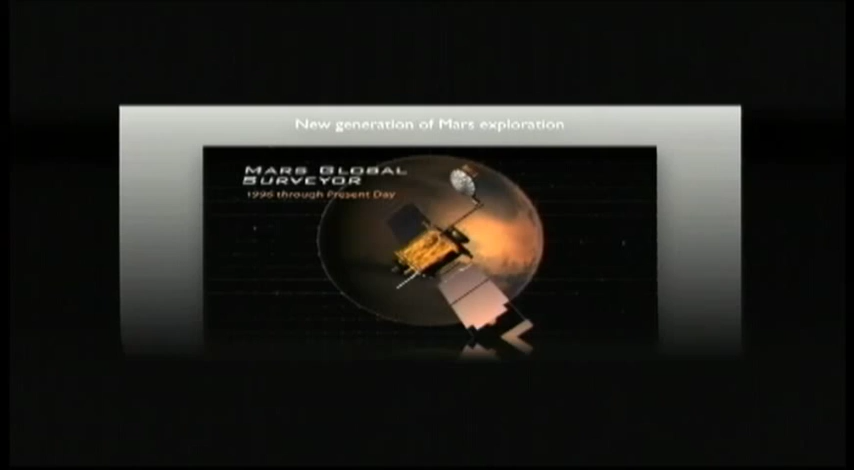 New generation of Mars exploration
MARS GLOBAL
SURVEYOR
1996 through Present Day